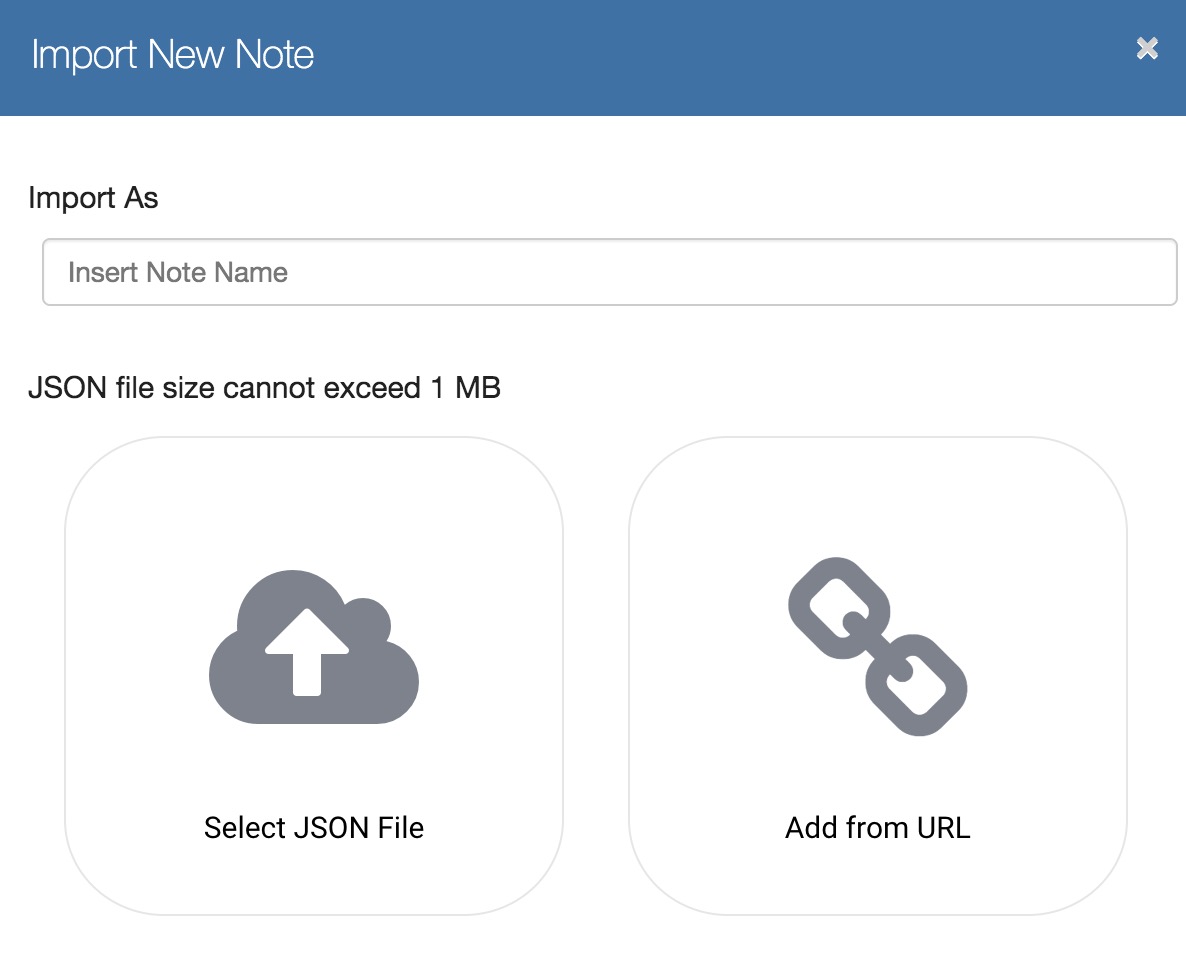 Import New Note
Import As
Insert Note Name
JSON file size cannot exceed 1 MB
Select JSON File
Add from URL